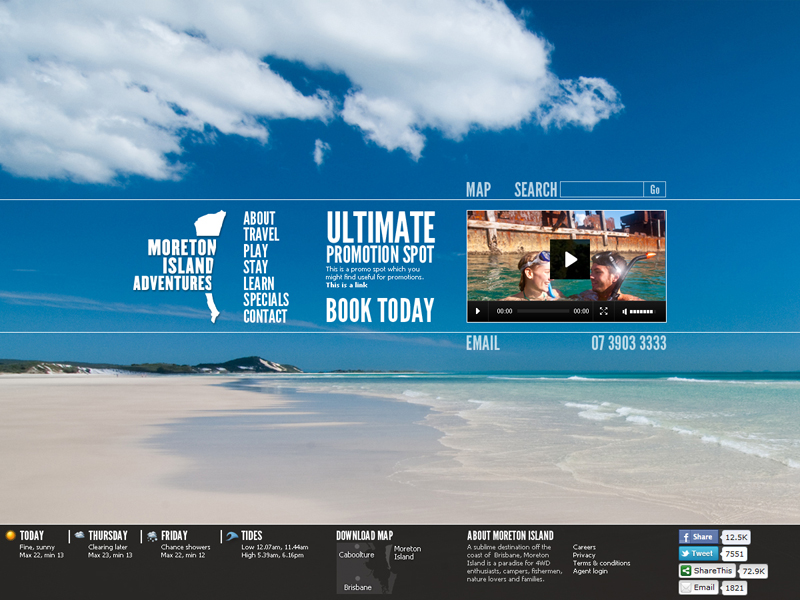 MAP
SEARCH
Go
MORETON
ISLAND
ADVENTURES
ABOUT
TRAVEL
PLAY
STAY
LEARN
SPECIALS
CONTACT
ULTIMATE
PROMOTION SPOT
This is a promo spot which you
might find useful for promotions.
This is a link
BOOK TODAY
00:00
00:00
EMAIL
07 3903 3333
TODAY
Fine, sunny
Max 22, min 13
THURSDAY
Clearing later
Max 23, min 13
FRIDAY
Chance showers
Max 22, min 12
TIDES
Low 12.07am, 11.44am
High 5.39am, 6.16pm
DOWNLOAD MAP
Caboolture
Moreton
Island
Brisbane
ABOUT MORETON ISLAND
A sublime destination off the
coast of Brisbane, Moreton
Island is a paradise for 4WD
enthusiasts, campers, fishermen,
nature lovers and families.
Careers
Privacy
Terms & conditions
Agent login
f Share 12.5K
Tweet 7551
ShareThis 72.9K
Email 1821